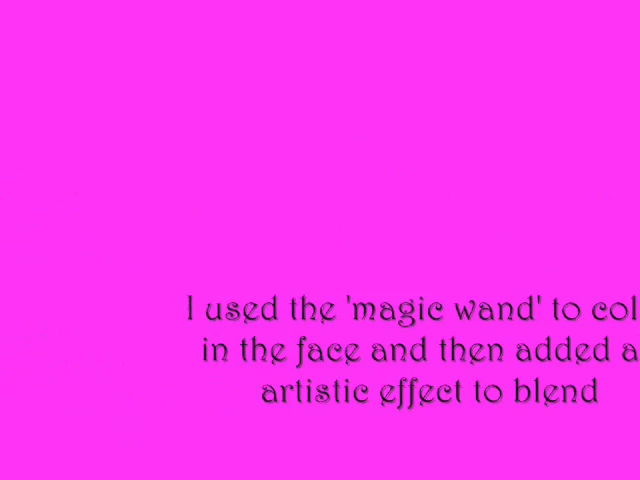 I used the 'magic wand' to col
in the face and then added a
artistic effect to blend